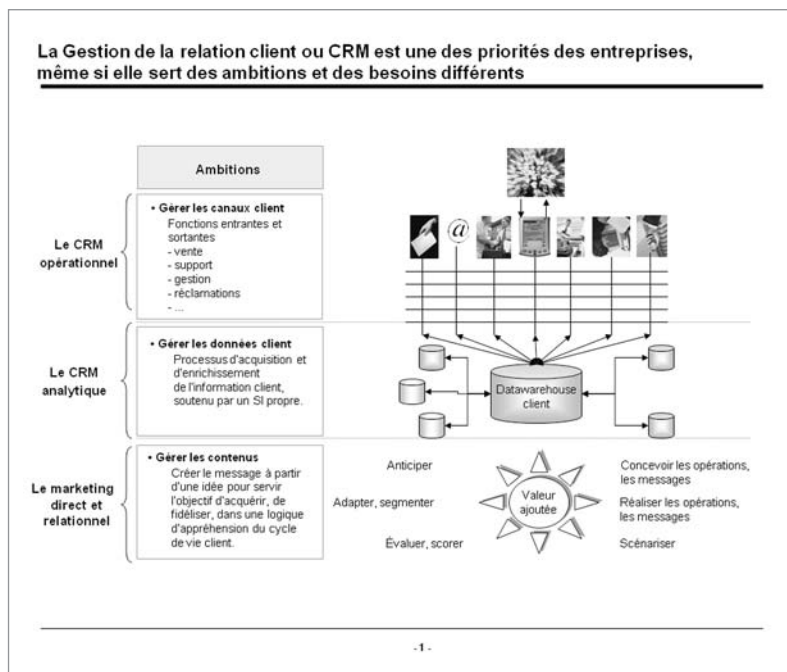 La Gestion de la relation client ou CRM est une des priorités des entreprises,
même si elle sert des ambitions et des besoins différents
Ambitions
Le CRM
opérationnel
• Gérer les canaux client
Fonctions entrantes et
sortantes
- vente
- support
- gestion
- réclamations
- ...
@
Le CRM
analytique
• Gérer les données client
Processus d'acquisition et
d'enrichissement
de l'information client,
soutenu par un SI propre.
Datawarehouse
client
Le marketing
direct et
relationnel
• Gérer les contenus
Créer le message à partir
d'une idée pour servir
l'objectif d'acquérir, de
fidéliser, dans une logique
d'appréhension du cycle
de vie client.
Anticiper
Adapter, segmenter
Évaluer, scorer
Valeur
ajoutée
Concevoir les opérations,
les messages
Réaliser les opérations,
les messages
Scénariser
- 1 -